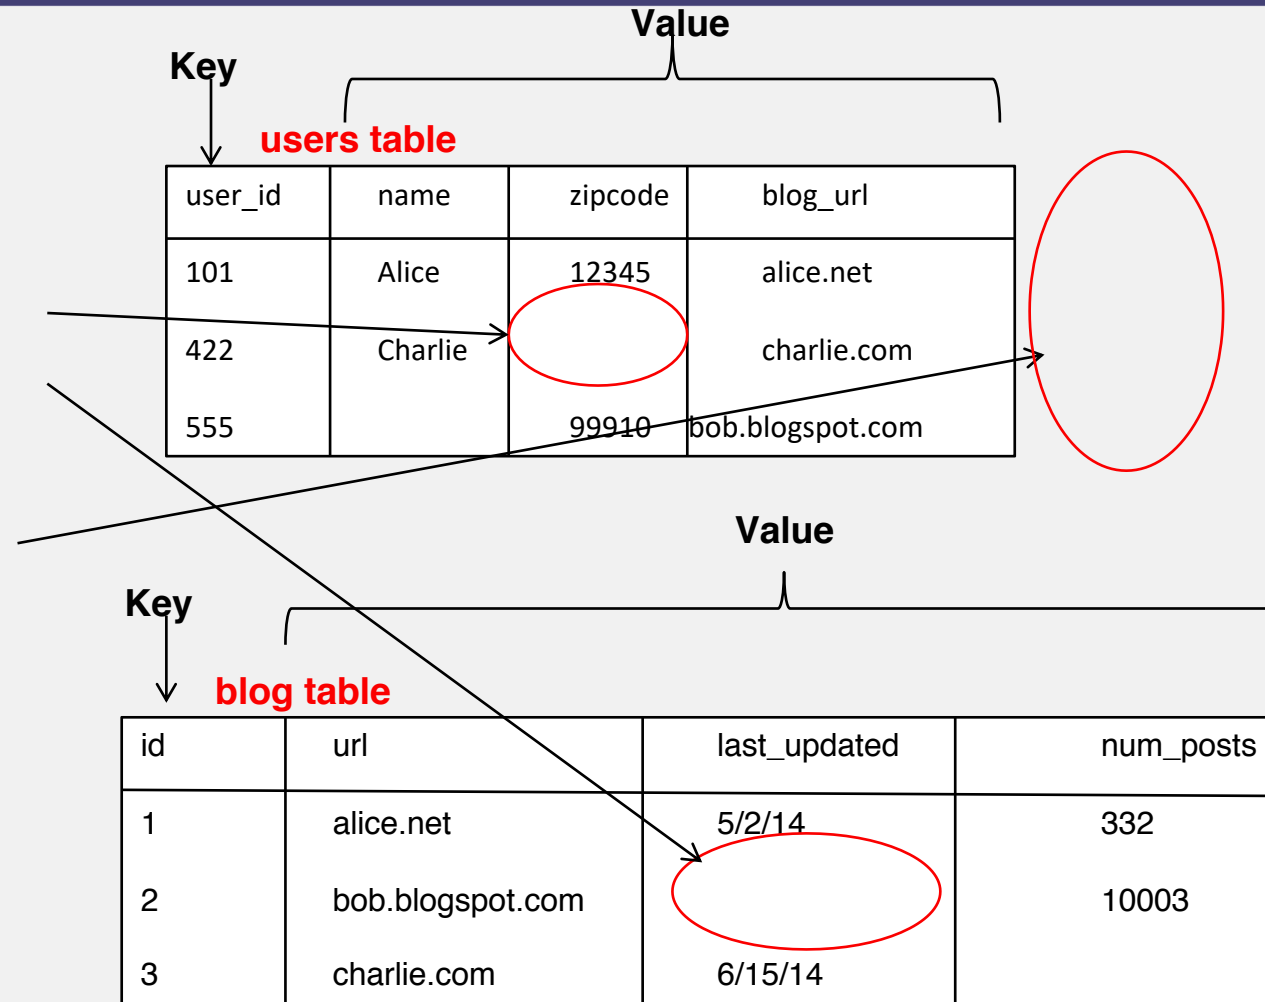 Value
Key
users table
user_id name zipcode blog_url
101 Alice 12345 alice.net
422 Charlie charlie.com
555 99910 bob.blogspot.com
Value
Key
blog table
id url last_updated num_posts
1 alice.net 5/2/14 332
2 bob.blogspot.com 10003
3 charlie.com 6/15/14